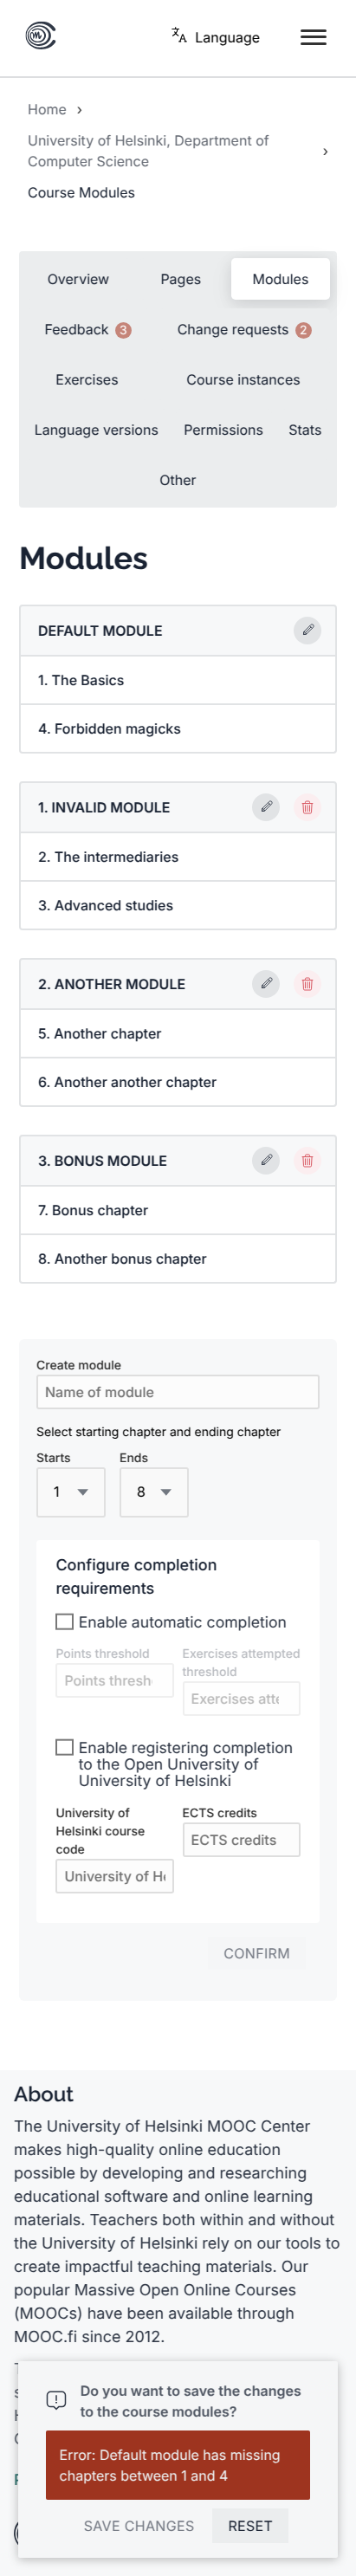 Language
Home ›
University of Helsinki, Department of
Computer Science ›
Course Modules
Overview Pages Modules
Feedback 3 Change requests 2
Exercises Course instances
Language versions Permissions Stats
Other
Modules
DEFAULT MODULE
1. The Basics
4. Forbidden magicks
1. INVALID MODULE
2. The intermediaries
3. Advanced studies
2. ANOTHER MODULE
5. Another chapter
6. Another another chapter
3. BONUS MODULE
7. Bonus chapter
8. Another bonus chapter
Create module
Name of module
Select starting chapter and ending chapter
Starts Ends
1 8
Configure completion
requirements
Enable automatic completion
Points threshold
Points thresh
Exercises attempted
threshold
Exercises atte
Enable registering completion
to the Open University of
University of Helsinki
University of
Helsinki course
code
University of He
ECTS credits
ECTS credits
CONFIRM
About
The University of Helsinki MOOC Center
makes high-quality online education
possible by developing and researching
educational software and online learning
materials. Teachers both within and without
the University of Helsinki rely on our tools to
create impactful teaching materials. Our
popular Massive Open Online Courses
(MOOCs) have been available through
MOOC.fi since 2012.
Do you want to save the changes
to the course modules?
Error: Default module has missing
chapters between 1 and 4
SAVE CHANGES RESET